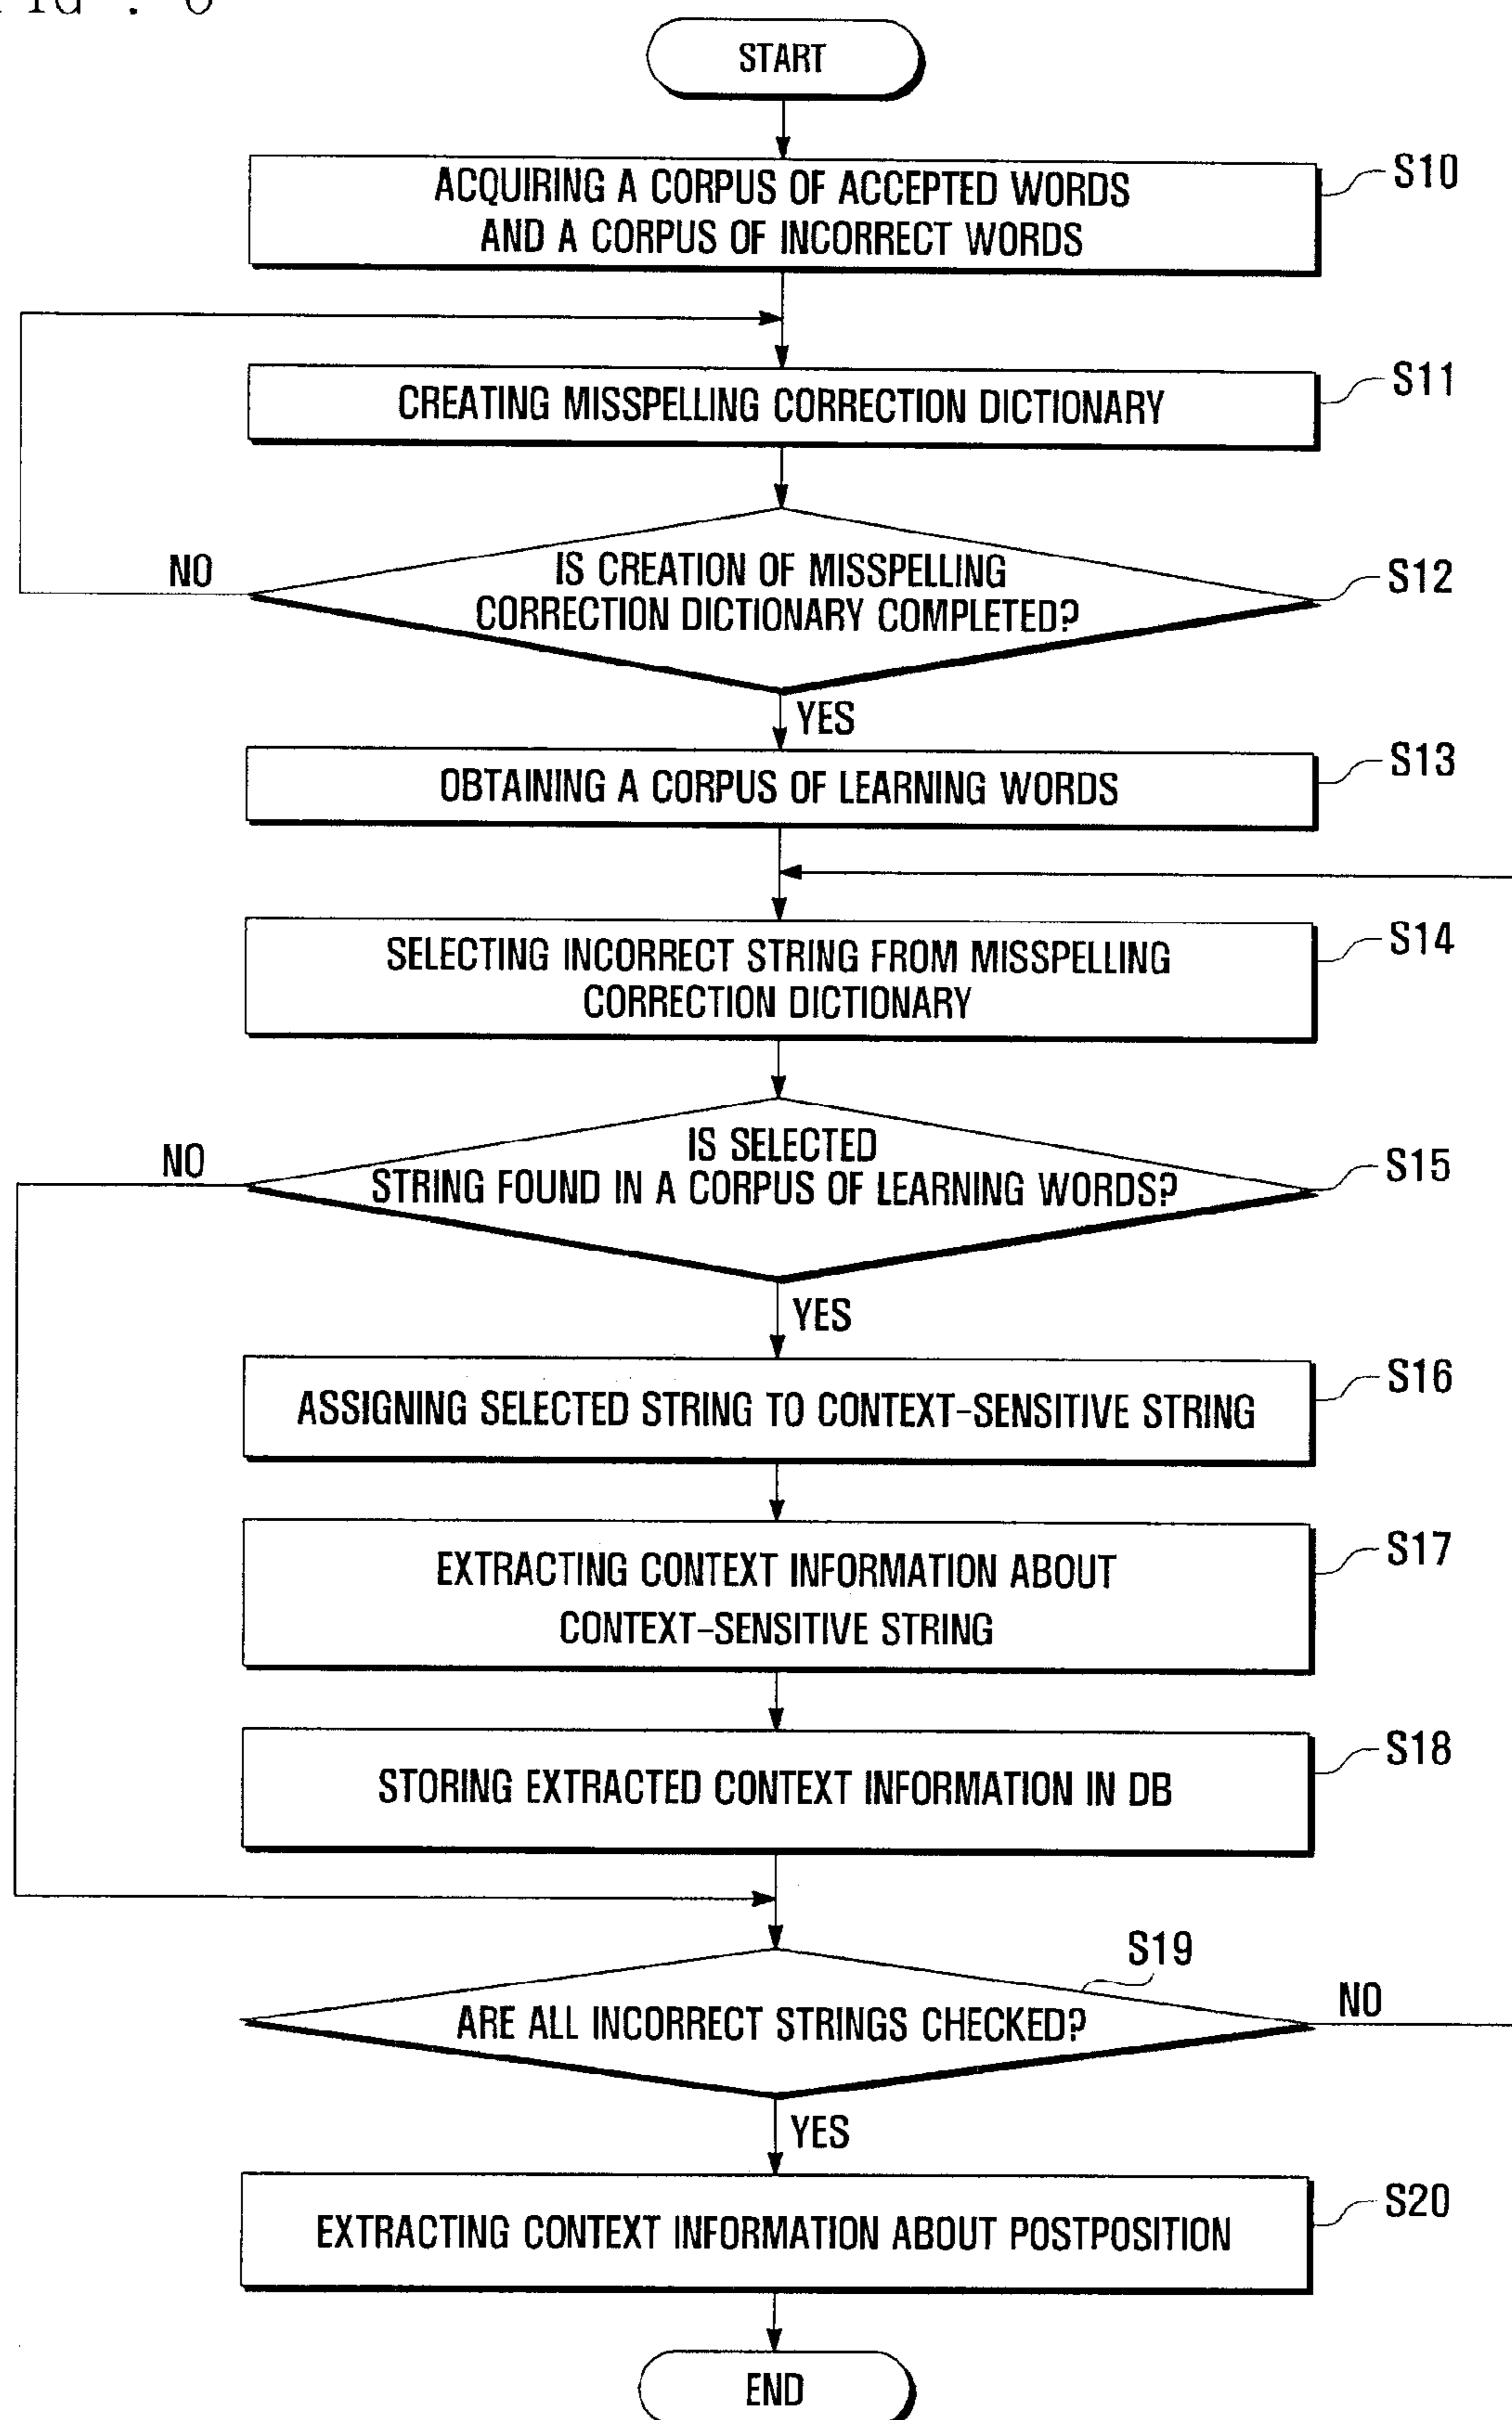 START
ACQUIRING A CORPUS OF ACCEPTED WORDS
AND A CORPUS OF INCORRECT WORDS
S10
CREATING MISSPELLING CORRECTION DICTIONARY
S11
NO
IS CREATION OF MISSPELLING
CORRECTION DICTIONARY COMPLETED?
S12
YES
OBTAINING A CORPUS OF LEARNING WORDS
S13
SELECTING INCORRECT STRING FROM MISSPELLING
CORRECTION DICTIONARY
S14
NO
IS SELECTED
STRING FOUND IN A CORPUS OF LEARNING WORDS?
S15
YES
ASSIGNING SELECTED STRING TO CONTEXT-SENSITIVE STRING
S16
EXTRACTING CONTEXT INFORMATION ABOUT
CONTEXT-SENSITIVE STRING
S17
STORING EXTRACTED CONTEXT INFORMATION IN DB
S18
S19
ARE ALL INCORRECT STRINGS CHECKED?
NO
YES
EXTRACTING CONTEXT INFORMATION ABOUT POSTPOSITION
S20
END